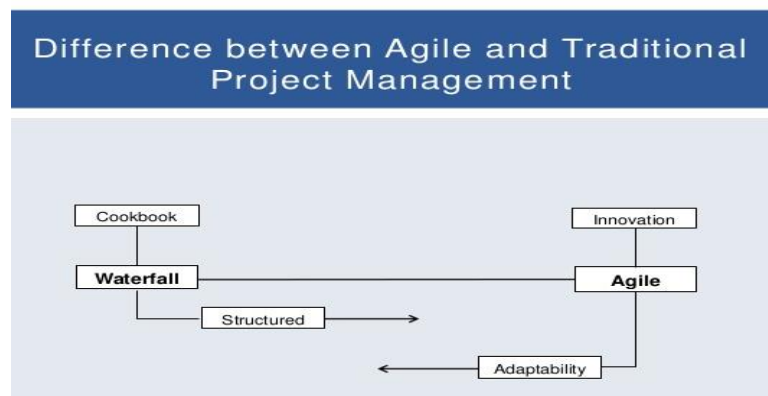 Difference between Agile and Traditional
Project Management
Cookbook
Innovation
Waterfall
Agile
Structured
Adaptability